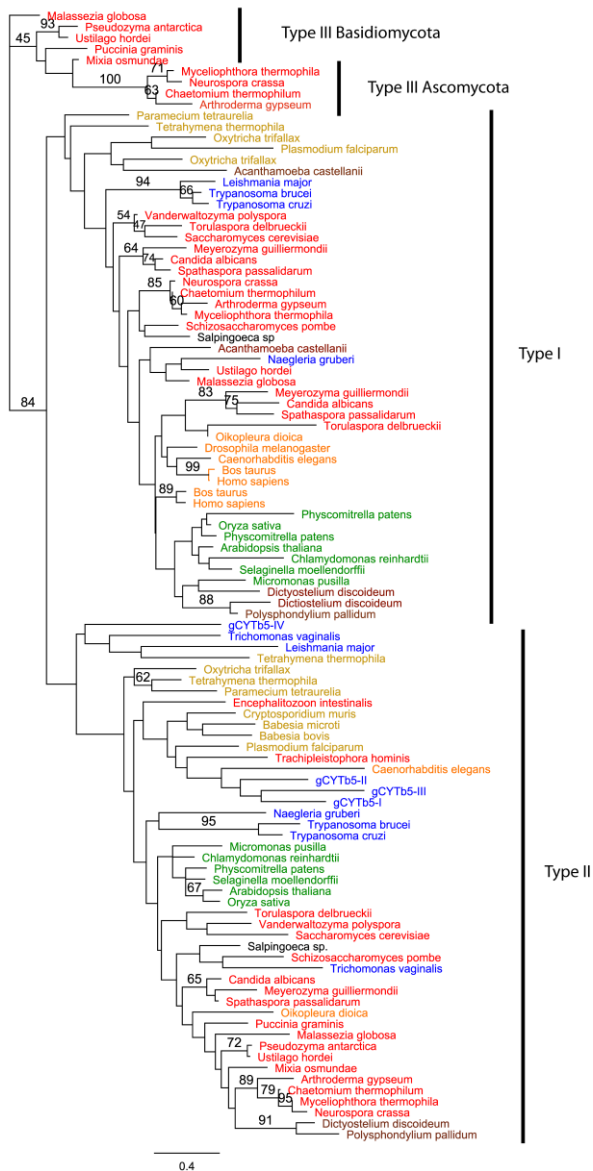 Malassezia globosa
93
Pseudozyma antarctica
45
Ustilago hordei
Type III Basidiomycota
Puccinia graminis
Mixia osmundae
71
Myceliophthora thermophila
100
Neurospora crassa
63
Chaetomium thermophilum
Type III Ascomycota
Arthroderma gypseum
Paramecium tetraurelia
Tetrahymena thermophila
Oxytricha trifallax
Plasmodium falciparum
Oxytricha trifallax
Acanthamoeba castellanii
94
Leishmania major
66
Trypanosoma brucei
Trypanosoma cruzi
54
Vanderwaltozyma polyspora
47
Torulaspora delbrueckii
Saccharomyces cerevisiae
64
Meyerozyma guilliermondii
74
Candida albicans
Spathaspora passalidarum
85
Neurospora crassa
Chaetomium thermophilum
60
Arthroderma gypseum
Myceliophthora thermophila
Schizosaccharomyces pombe
Salpingoeca sp
Acanthamoeba castellanii
Type I
Naegleria gruberi
Ustilago hordei
Malassezia globosa
83
Meyerozyma guilliermondii
84
75
Candida albicans
Spathaspora passalidarum
Torulaspora delbrueckii
Oikopleura dioica
Drosophila melanogaster
Caenorhabditis elegans
99
Bos taurus
Homo sapiens
89
Bos taurus
Homo sapiens
Physcomitrella patens
Oryza sativa
Physcomitrella patens
Arabidopsis thaliana
Chlamydomonas reinhardtii
Selaginella moellendorffii
Micromonas pusilla
Dictyostelium discoideum
88
Dictiostelium discoideum
Polysphondylium pallidum
gCYTb5-IV
Trichomonas vaginalis
Leishmania major
Tetrahymena thermophila
Oxytricha trifallax
62
Tetrahymena thermophila
Paramecium tetraurelia
Encephalitozoon intestinalis
Cryptosporidium muris
Babesia microti
Babesia bovis
Plasmodium falciparum
Trachipleistophora hominis
Caenorhabditis elegans
gCYTb5-II
gCYTb5-III
gCYTb5-I
Naegleria gruberi
95
Trypanosoma brucei
Trypanosoma cruzi
Micromonas pusilla
Chlamydomonas reinhardtii
Physcomitrella patens
Type II
Selaginella moellendorffii
67
Arabidopsis thaliana
Oryza sativa
Torulaspora delbrueckii
Vanderwaltozyma polyspora
Saccharomyces cerevisiae
Salpingoeca sp.
Schizosaccharomyces pombe
Trichomonas vaginalis
65
Candida albicans
Meyerozyma guilliermondii
Spathaspora passalidarum
Oikopleura dioica
Puccinia graminis
Malassezia globosa
72
Pseudozyma antarctica
Ustilago hordei
Mixia osmundae
89
Arthroderma gypseum
79
Chaetomium thermophilum
95
Myceliophthora thermophila
Neurospora crassa
91
Dictyostelium discoideum
Polysphondylium pallidum
0.4